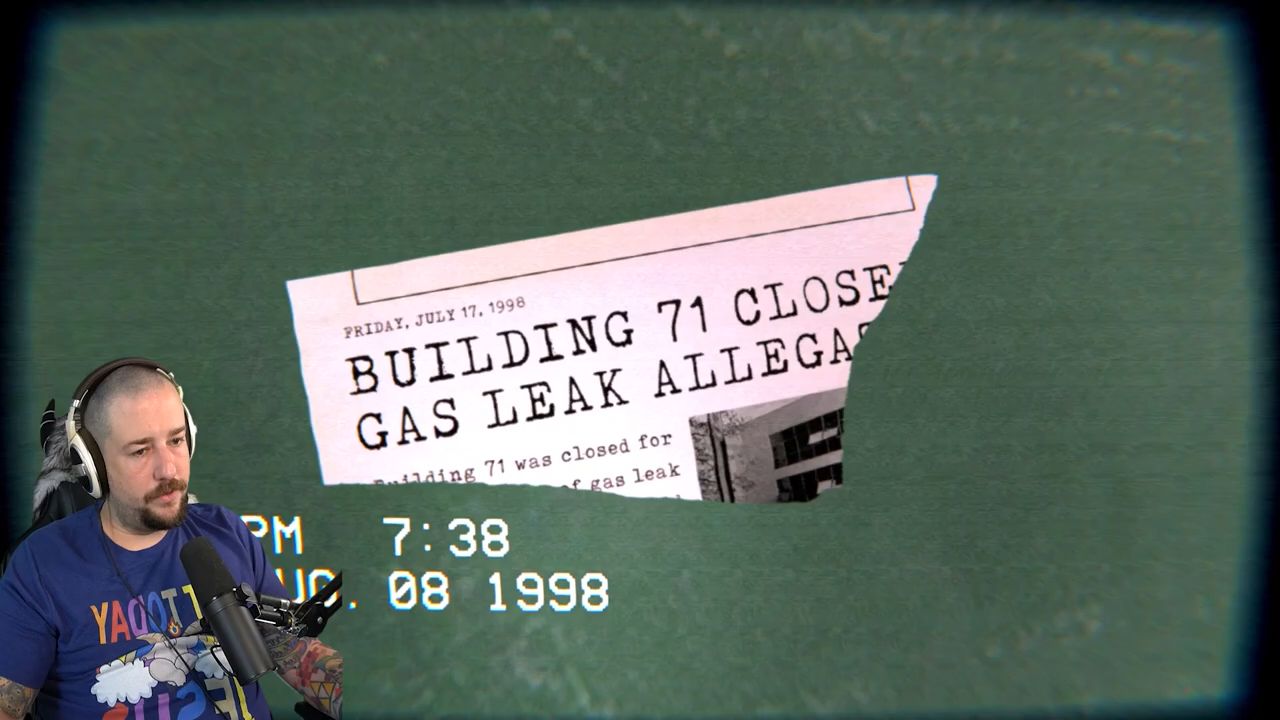 FRIDAY, JULY 17, 1998
BUILDING 71 CLOSE
GAS LEAK ALLEGA
Building 71 was closed for
of gas leak
PM 7:38
08 1998
TODAY